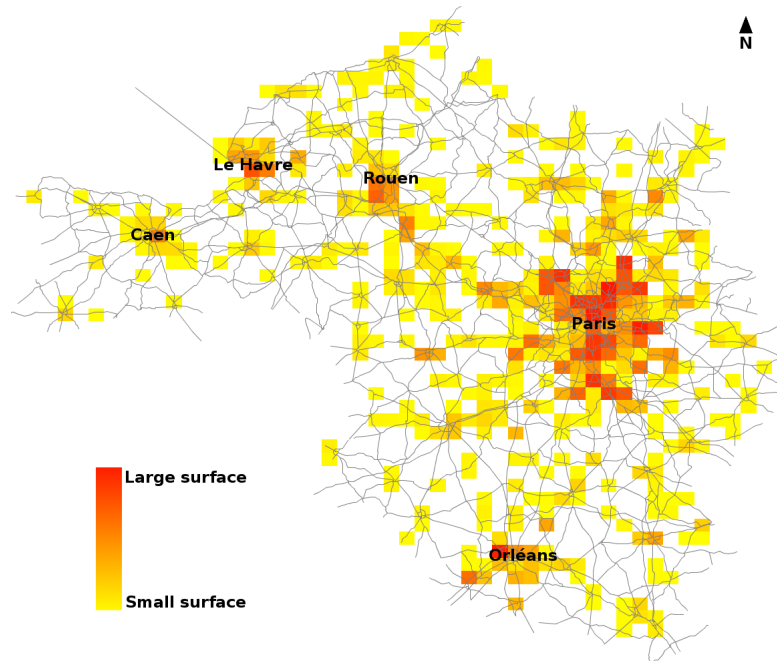 N
Le Havre
Rouen
Caen
Paris
Large surface
Orléans
Small surface